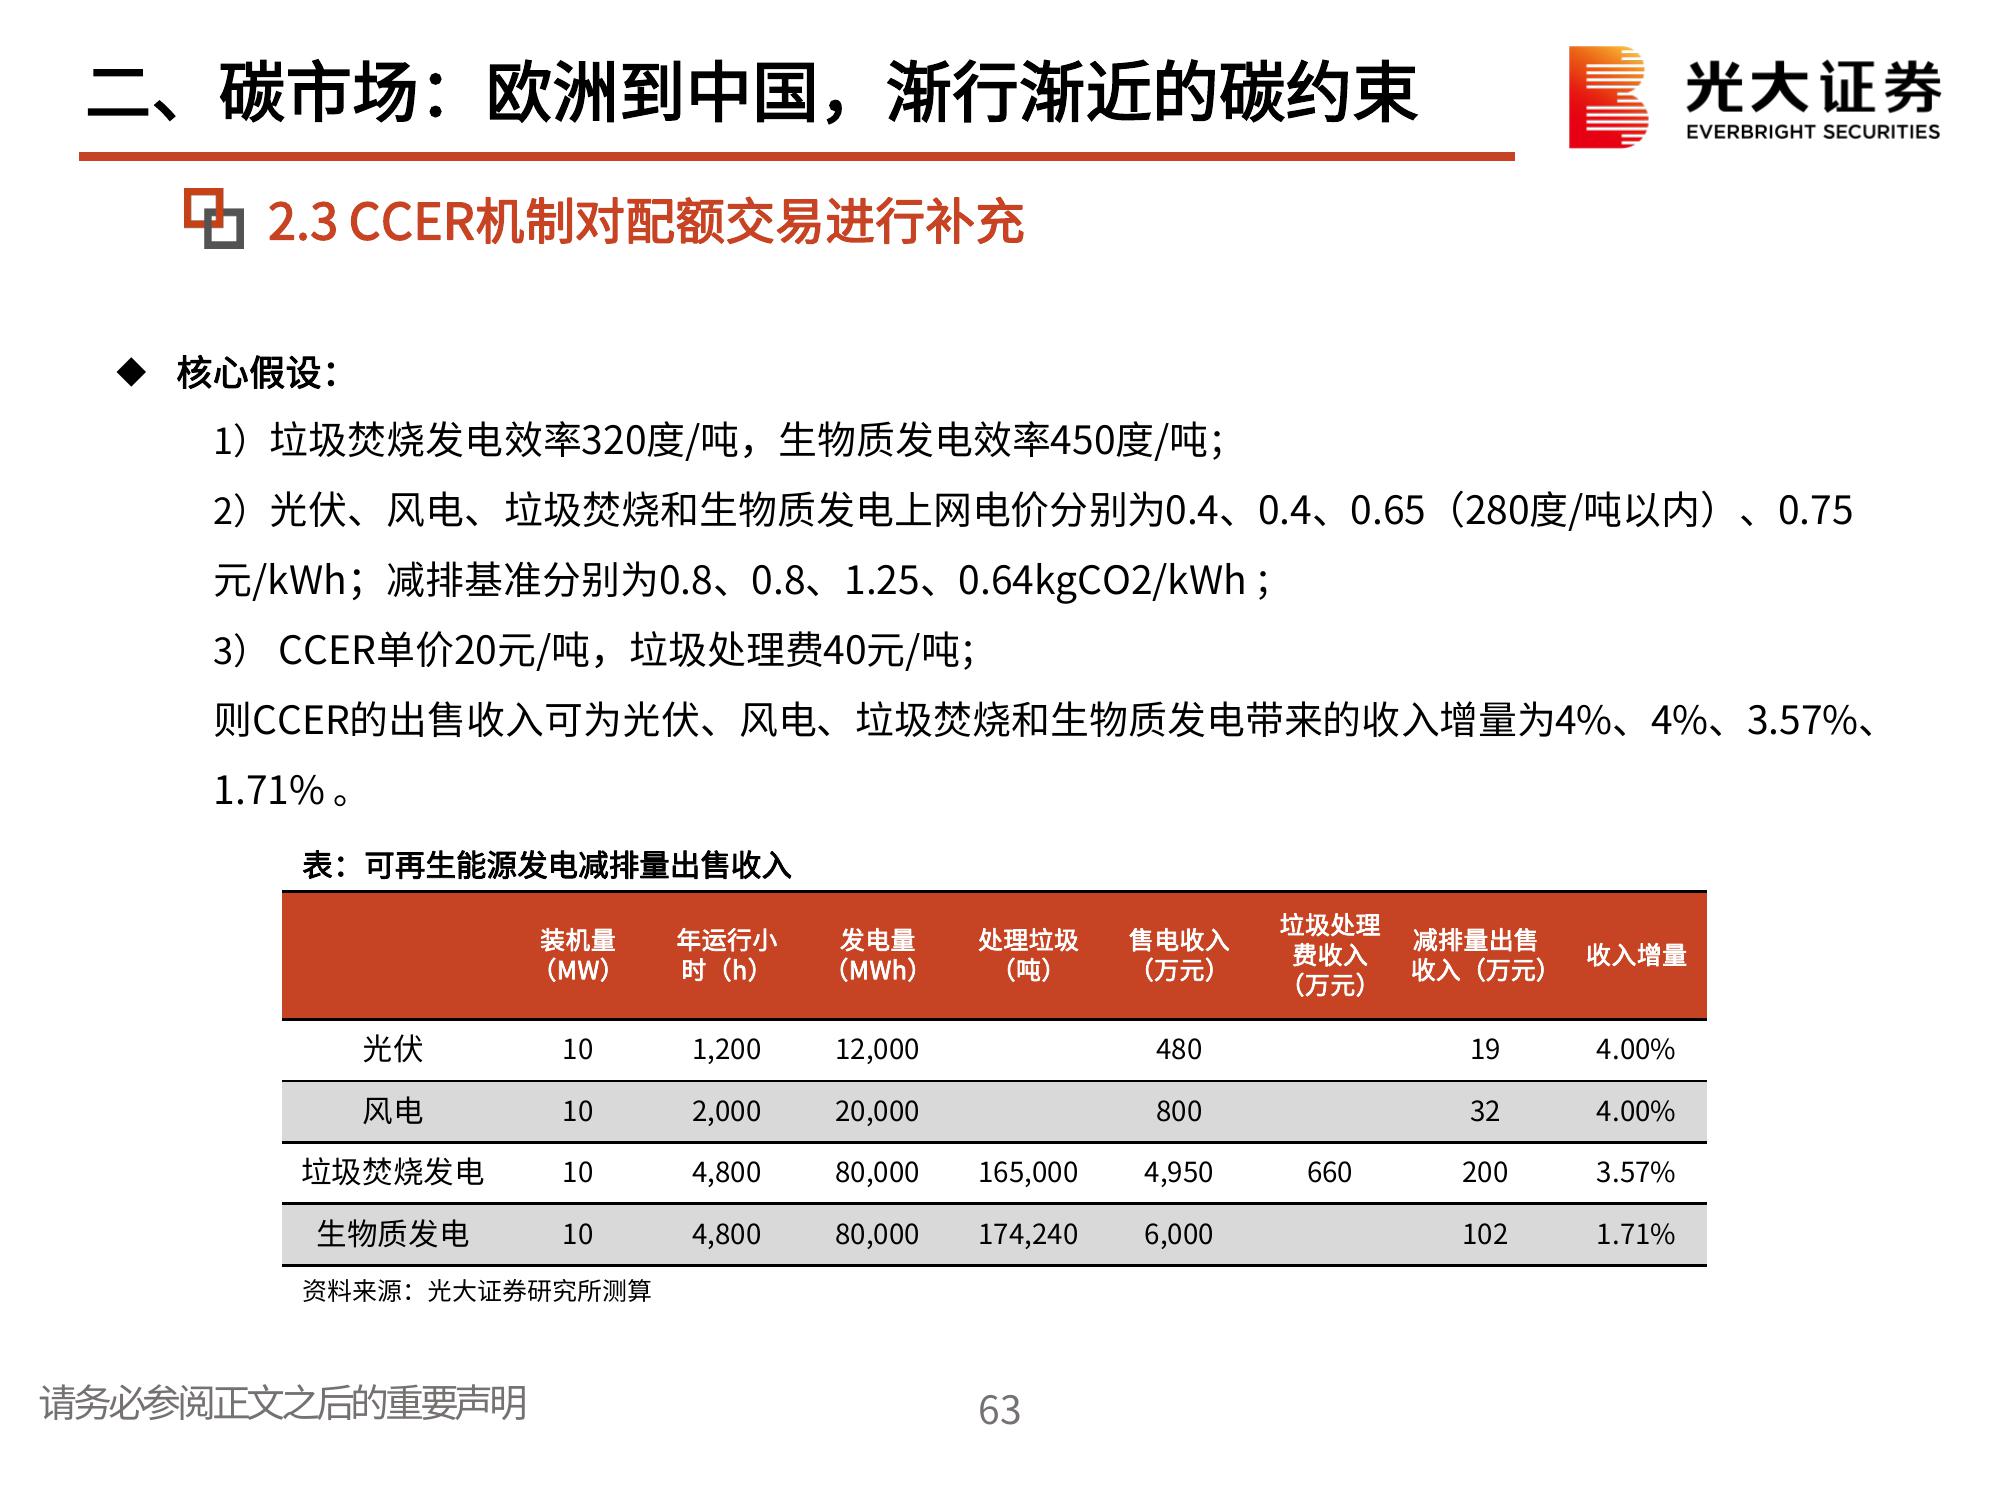 二、碳市场：欧洲到中国，渐行渐近的碳约束
光大证券
EVERBRIGHT SECURITIES
2.3 CCER机制对配额交易进行补充
◆ 核心假设：
1）垃圾焚烧发电效率320度/吨，生物质发电效率450度/吨；
2）光伏、风电、垃圾焚烧和生物质发电上网电价分别为0.4、0.4、0.65（280度/吨以内）、0.75
元/kWh；减排基准分别为0.8、0.8、1.25、0.64kgCO2/kWh；
3） CCER单价20元/吨，垃圾处理费40元/吨；
则CCER的出售收入可为光伏、风电、垃圾焚烧和生物质发电带来的收入增量为4%、4%、3.57%、
1.71% 。
表：可再生能源发电减排量出售收入
装机量（MW） 年运行小时（h） 发电量（MWh） 处理垃圾（吨） 售电收入（万元） 垃圾处理费收入（万元） 减排量出售收入（万元） 收入增量
光伏 10 1,200 12,000 480 19 4.00%
风电 10 2,000 20,000 800 32 4.00%
垃圾焚烧发电 10 4,800 80,000 165,000 4,950 660 200 3.57%
生物质发电 10 4,800 80,000 174,240 6,000 102 1.71%
资料来源：光大证券研究所测算
请务必参阅正文之后的重要声明
63